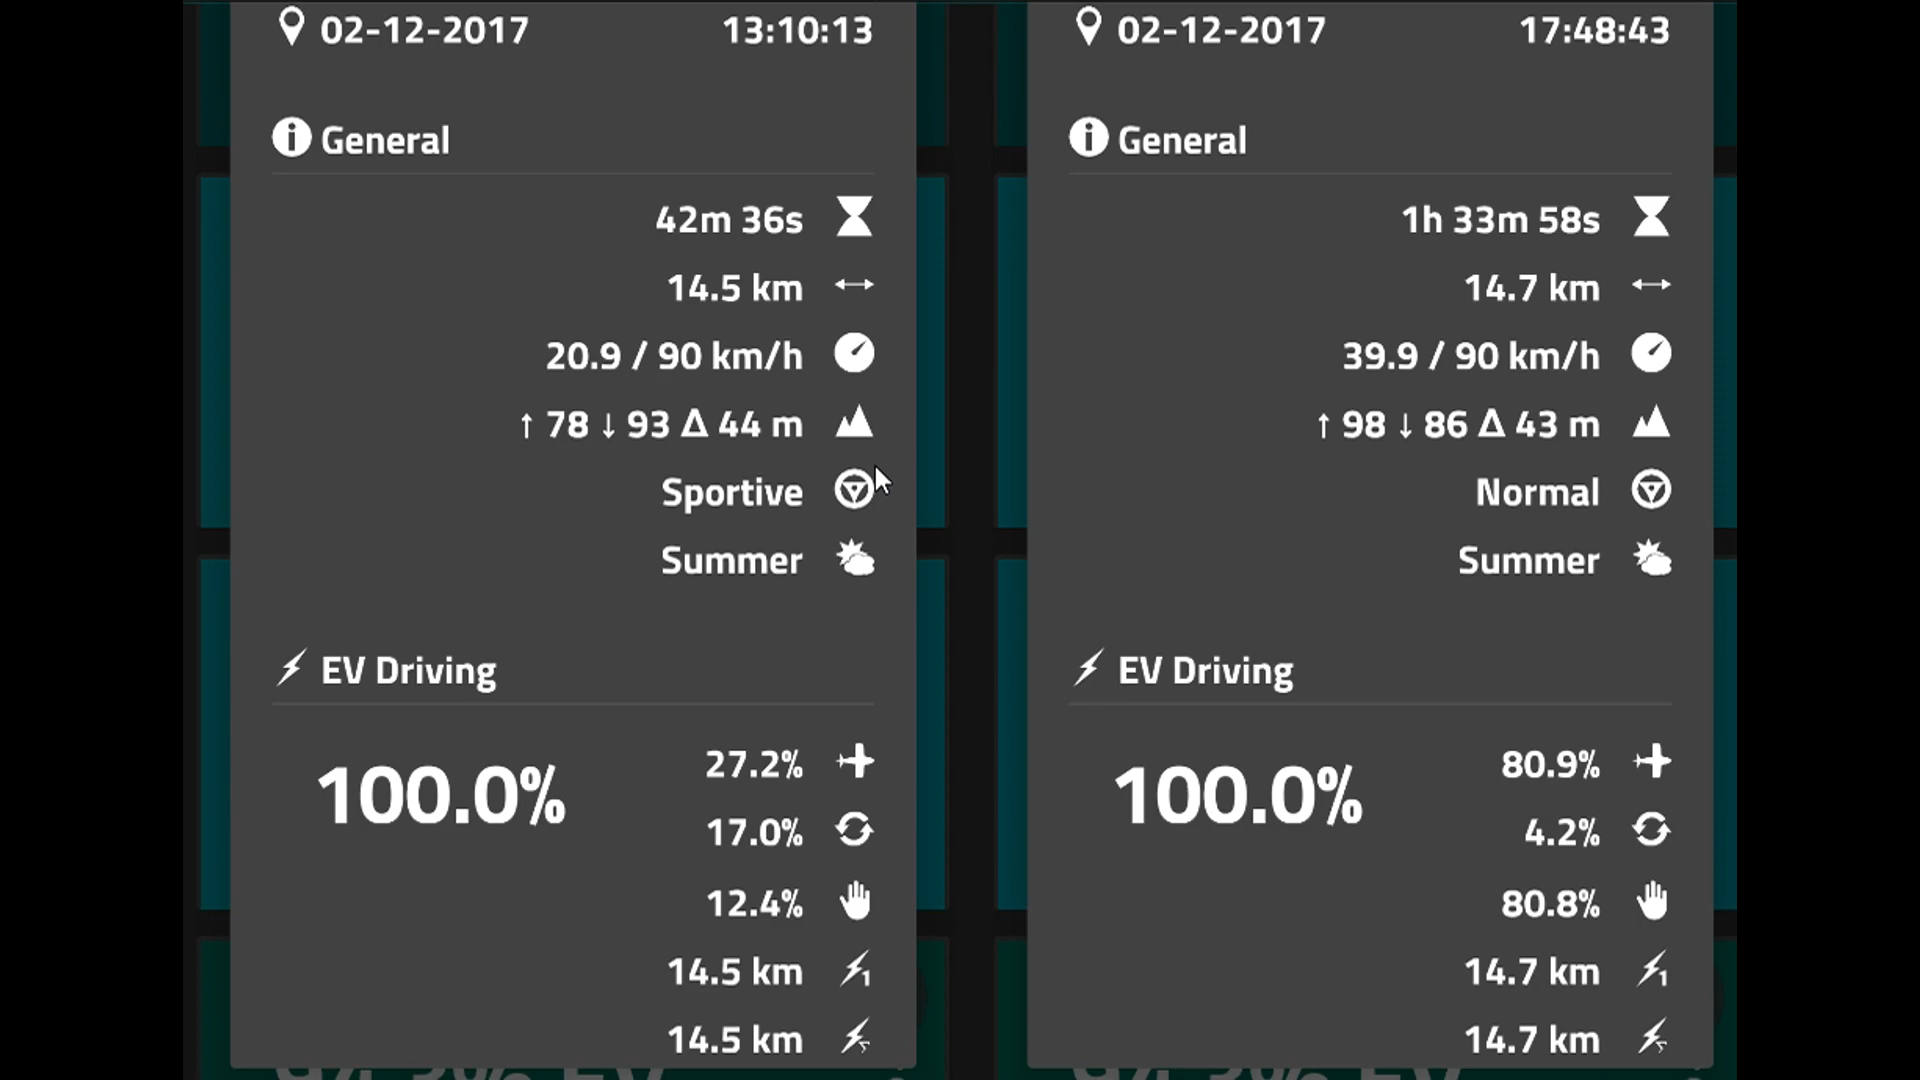 02-12-2017 13:10:13
General
42m 36s
14.5 km
20.9 / 90 km/h
↑ 78 ↓ 93 Δ 44 m
Sportive
Summer
EV Driving
100.0%
27.2%
17.0%
12.4%
14.5 km
14.5 km
02-12-2017 17:48:43
General
1h 33m 58s
14.7 km
39.9 / 90 km/h
↑ 98 ↓ 86 Δ 43 m
Normal
Summer
EV Driving
100.0%
80.9%
4.2%
80.8%
14.7 km
14.7 km